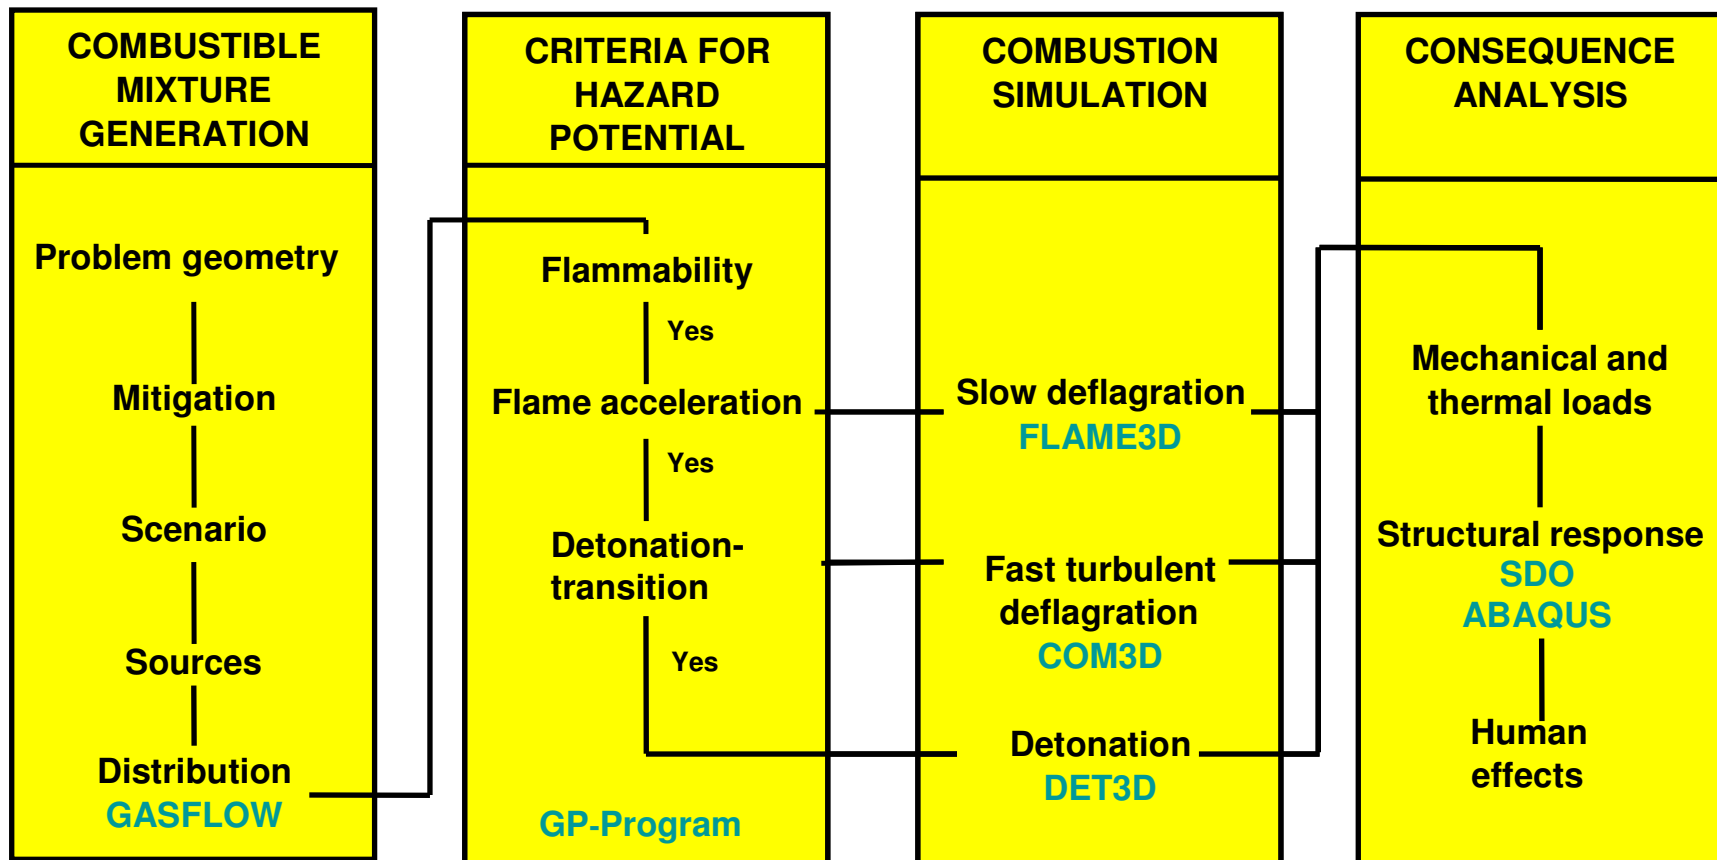 COMBUSTIBLE
MIXTURE
GENERATION
Problem geometry
Mitigation
Scenario
Sources
Distribution
GASFLOW
CRITERIA FOR
HAZARD
POTENTIAL
Flammability
Yes
Flame acceleration
Yes
Detonation-
transition
Yes
GP-Program
COMBUSTION
SIMULATION
Slow deflagration
FLAME3D
Fast turbulent
deflagration
COM3D
Detonation
DET3D
CONSEQUENCE
ANALYSIS
Mechanical and
thermal loads
Structural response
SDO
ABAQUS
Human
effects